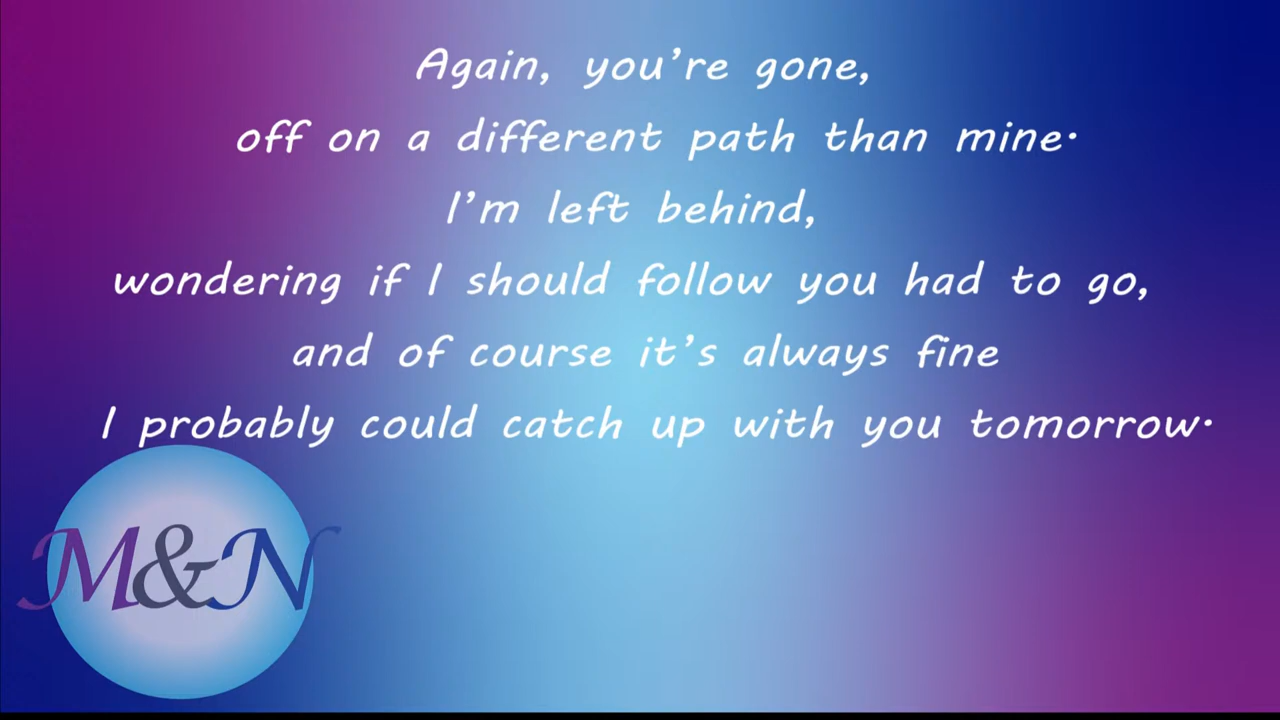 Again, you’re gone,
off on a different path than mine.
I’m left behind,
wondering if I should follow you had to go,
and of course it’s always fine
I probably could catch up with you tomorrow.
M&N